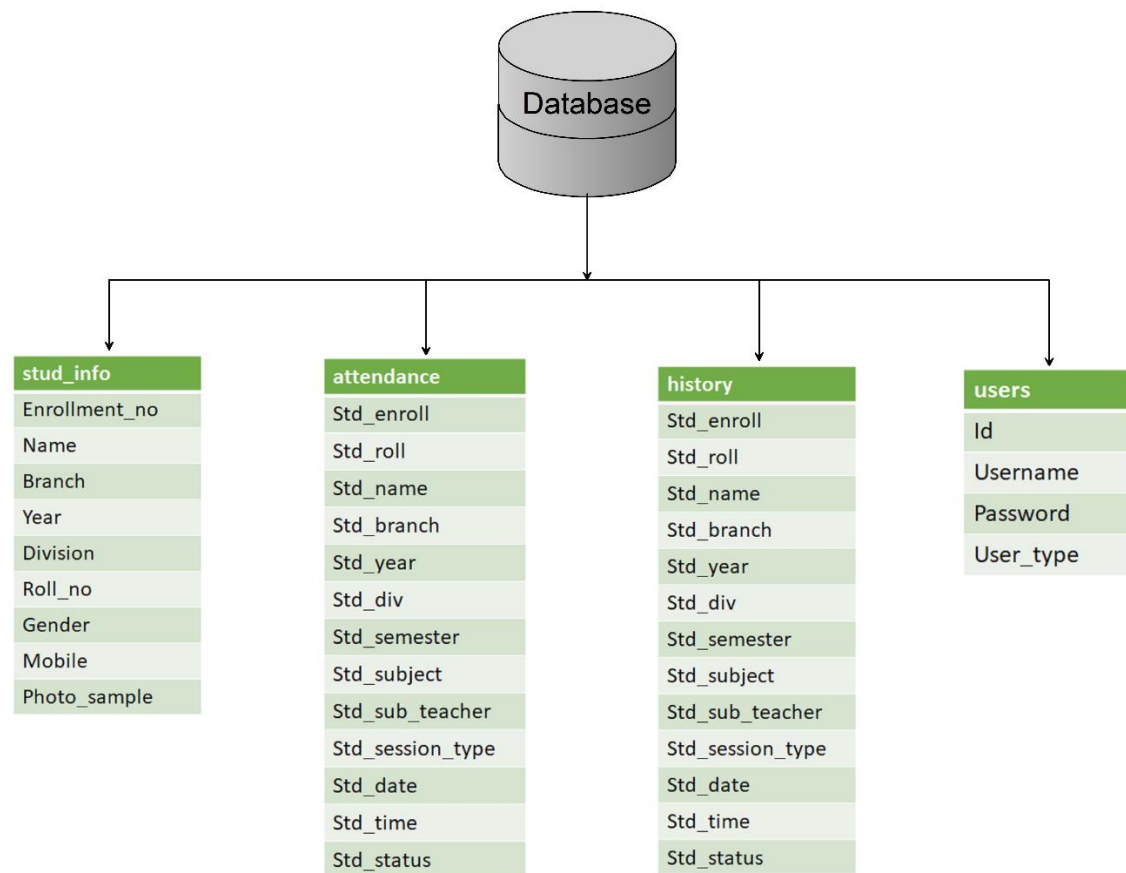 Database
stud_info
Enrollment_no
Name
Branch
Year
Division
Roll_no
Gender
Mobile
Photo_sample
attendance
Std_enroll
Std_roll
Std_name
Std_branch
Std_year
Std_div
Std_semester
Std_subject
Std_sub_teacher
Std_session_type
Std_date
Std_time
Std_status
history
Std_enroll
Std_roll
Std_name
Std_branch
Std_year
Std_div
Std_semester
Std_subject
Std_sub_teacher
Std_session_type
Std_date
Std_time
Std_status
users
Id
Username
Password
User_type